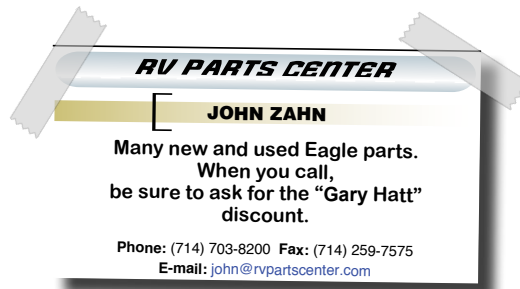 RV PARTS CENTER
JOHN ZAHN
Many new and used Eagle parts.
When you call,
be sure to ask for the “Gary Hatt”
discount.
Phone: (714) 703-8200 Fax: (714) 259-7575
E-mail: john@rvpartscenter.com